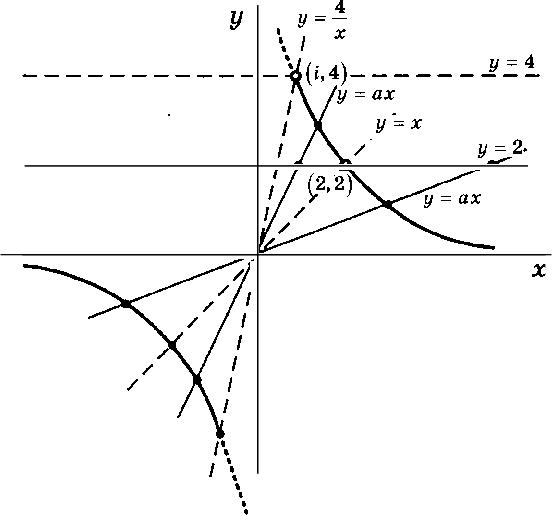 y
y = 4/x
(i, 4)
y = 4
y = ax
y = x
y = 2
(2, 2)
y = ax
x